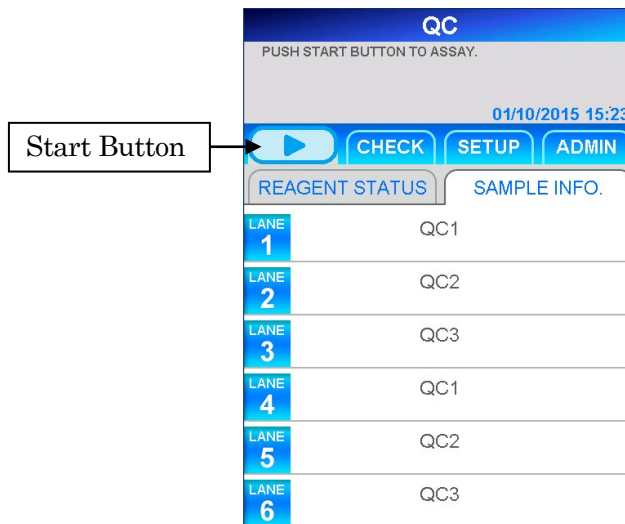 QC
PUSH START BUTTON TO ASSAY.
01/10/2015 15:23
Start Button
CHECK SETUP ADMIN
REAGENT STATUS SAMPLE INFO.
LANE
1
QC1
LANE
2
QC2
LANE
3
QC3
LANE
4
QC1
LANE
5
QC2
LANE
6
QC3